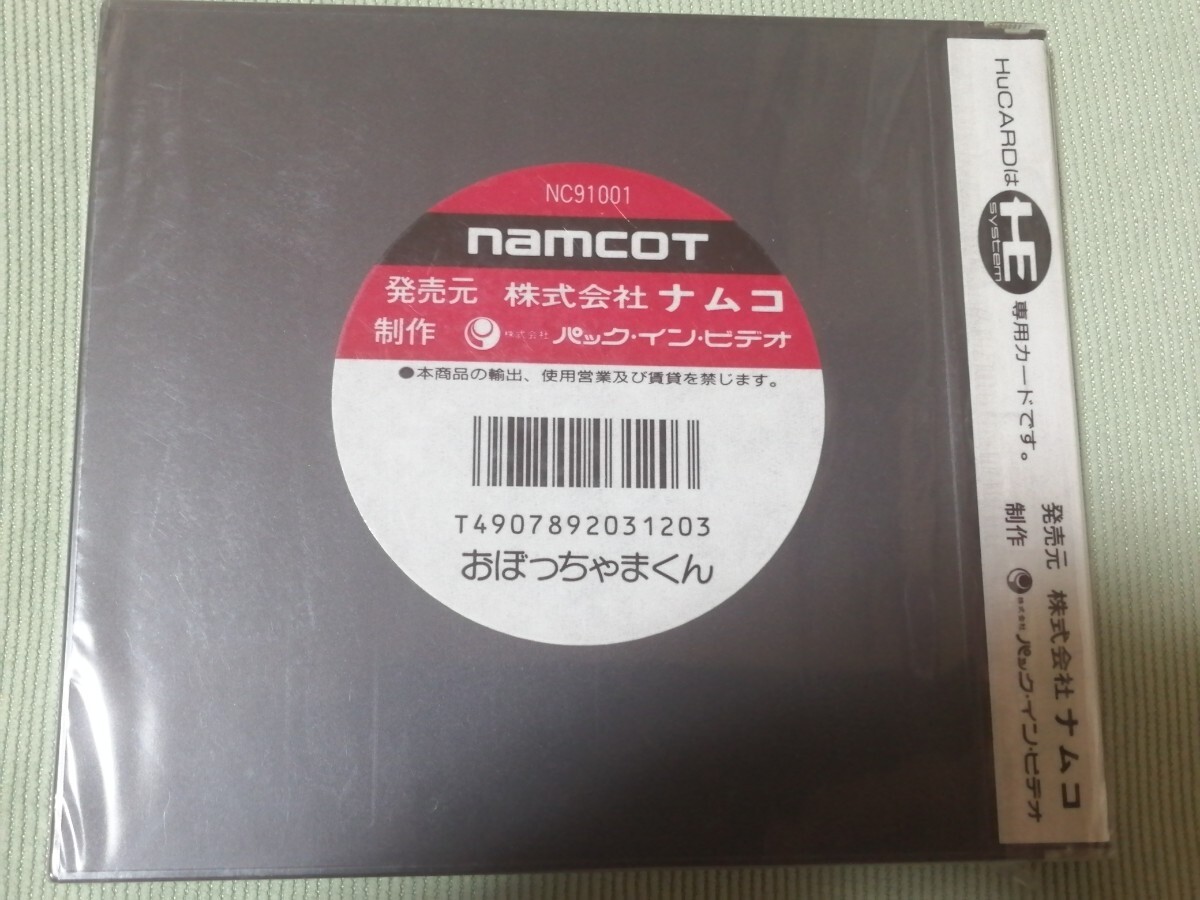 NC91001
namcot
発売元 株式会社 ナムコ
制作 株式会社 パック・イン・ビデオ
●本商品の輸出、使用営業及び賃貸を禁じます。
T4907892031203
おぼっちゃまくん
HuCARDは HE system 専用カードです。
発売元 株式会社 ナムコ
制作 株式会社 パック・イン・ビデオ